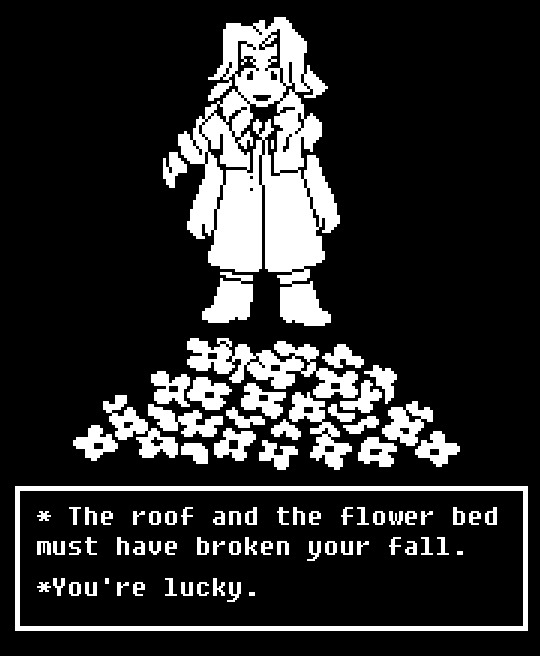 * The roof and the flower bed
must have broken your fall.
*You're lucky.